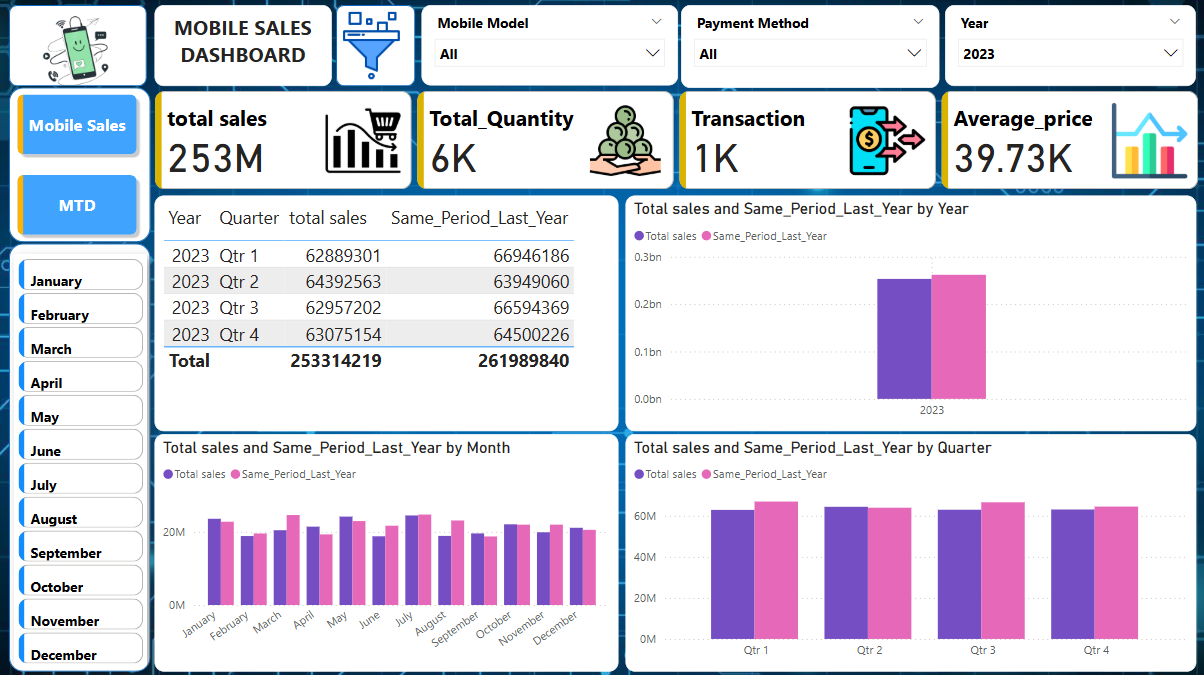 MOBILE SALES
DASHBOARD
Mobile Model
All
Payment Method
All
Year
2023
Mobile Sales
MTD
total sales
253M
Total_Quantity
6K
Transaction
1K
Average_price
39.73K
January
February
March
April
May
June
July
August
September
October
November
December
Year Quarter total sales Same_Period_Last_Year
2023 Qtr 1 62889301 66946186
2023 Qtr 2 64392563 63949060
2023 Qtr 3 62957202 66594369
2023 Qtr 4 63075154 64500226
Total 253314219 261989840
Total sales and Same_Period_Last_Year by Year
Total sales Same_Period_Last_Year
0.3bn
0.2bn
0.1bn
0.0bn
2023
Total sales and Same_Period_Last_Year by Month
Total sales Same_Period_Last_Year
20M
0M
January February March April May June July August September October November December
Total sales and Same_Period_Last_Year by Quarter
Total sales Same_Period_Last_Year
60M
40M
20M
0M
Qtr 1 Qtr 2 Qtr 3 Qtr 4